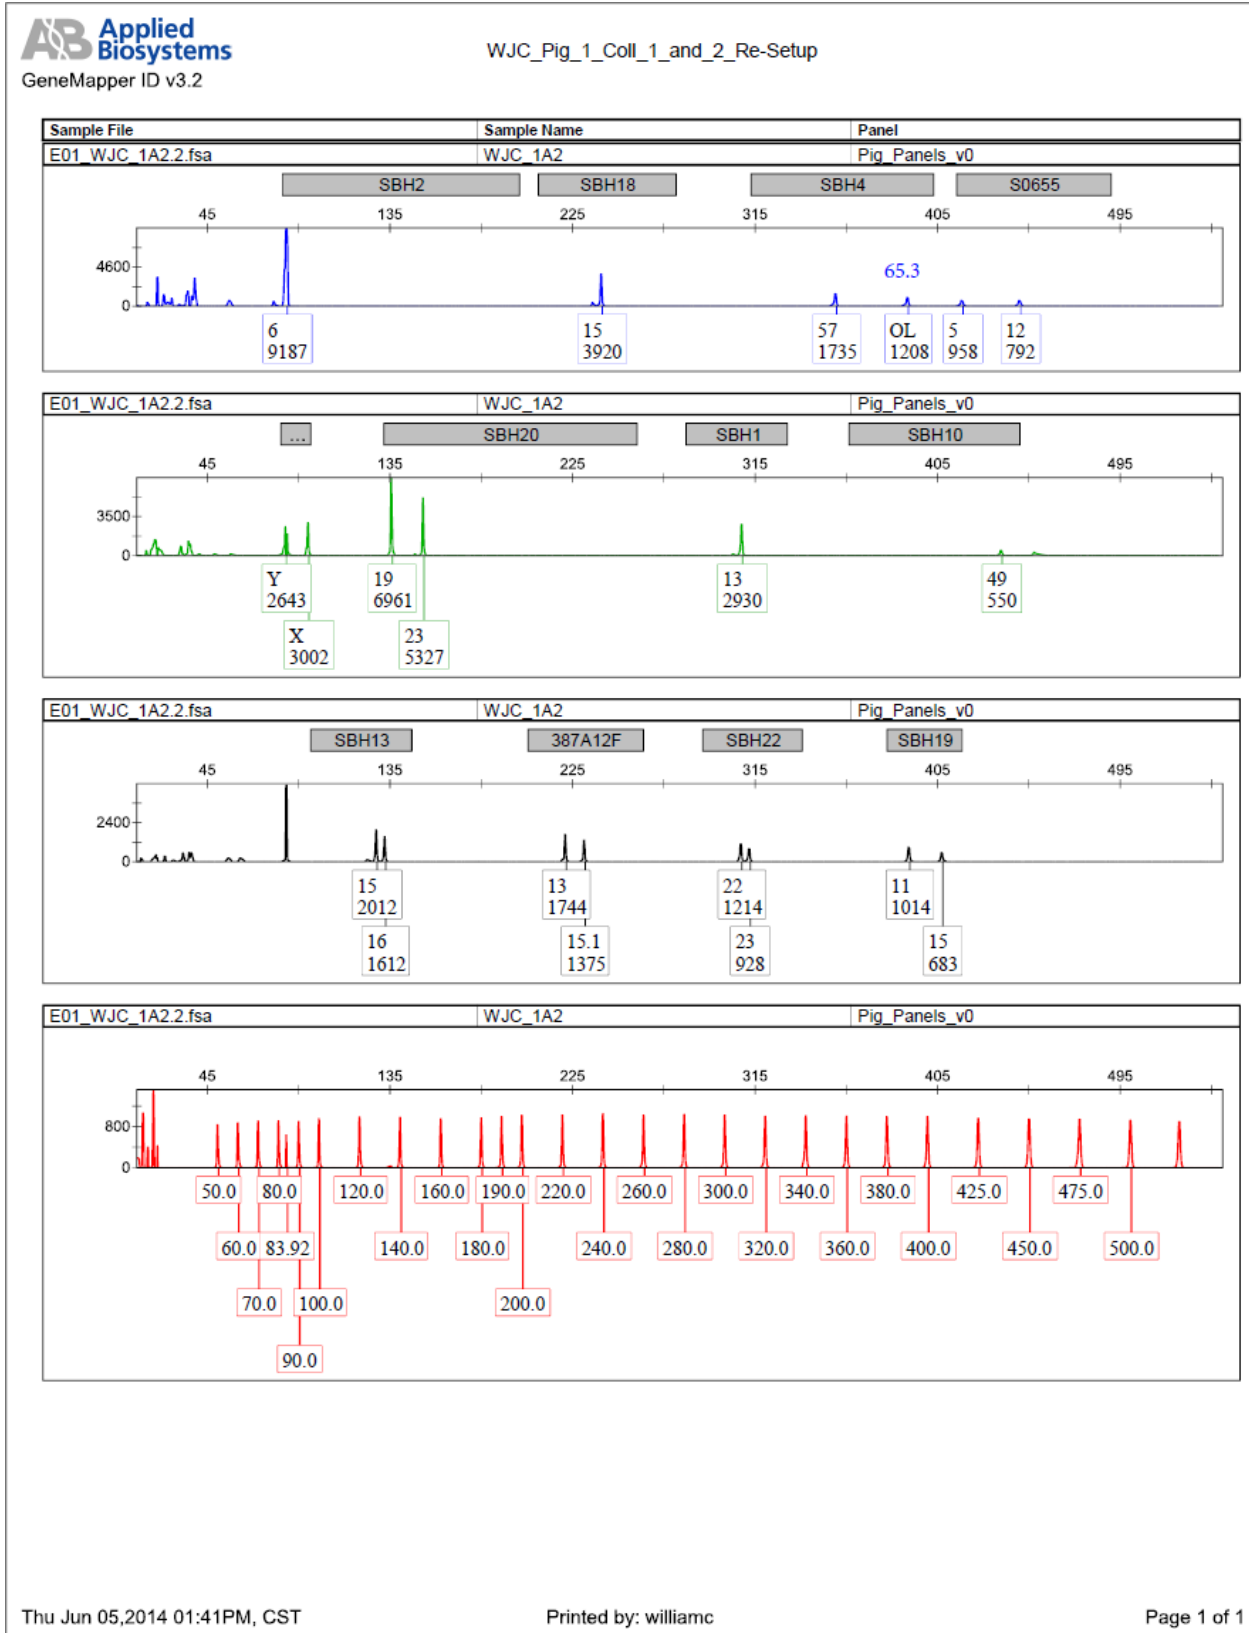 AB Applied Biosystems
WJC_Pig_1_Coll_1_and_2_Re-Setup
GeneMapper ID v3.2
Sample File Sample Name Panel
E01_WJC_1A2.2.fsa WJC_1A2 Pig_Panels_v0
SBH2 SBH18 SBH4 S0655
45 135 225 315 405 495
65.3
4600
0
6 15 57 OL 5 12
9187 3920 1735 1208 958 792
E01_WJC_1A2.2.fsa WJC_1A2 Pig_Panels_v0
... SBH20 SBH1 SBH10
45 135 225 315 405 495
3500
0
Y 19 13 49
2643 6961 2930 550
X 23
3002 5327
E01_WJC_1A2.2.fsa WJC_1A2 Pig_Panels_v0
SBH13 387A12F SBH22 SBH19
45 135 225 315 405 495
2400
0
15 13 22 11
2012 1744 1214 1014
16 15.1 23 15
1612 1375 928 683
E01_WJC_1A2.2.fsa WJC_1A2 Pig_Panels_v0
45 135 225 315 405 495
800
0
50.0 80.0 120.0 160.0 190.0 220.0 260.0 300.0 340.0 380.0 425.0 475.0
60.0 83.92 140.0 180.0 240.0 280.0 320.0 360.0 400.0 450.0 500.0
70.0 100.0 200.0
90.0
Thu Jun 05,2014 01:41PM, CST Printed by: williamc Page 1 of 1